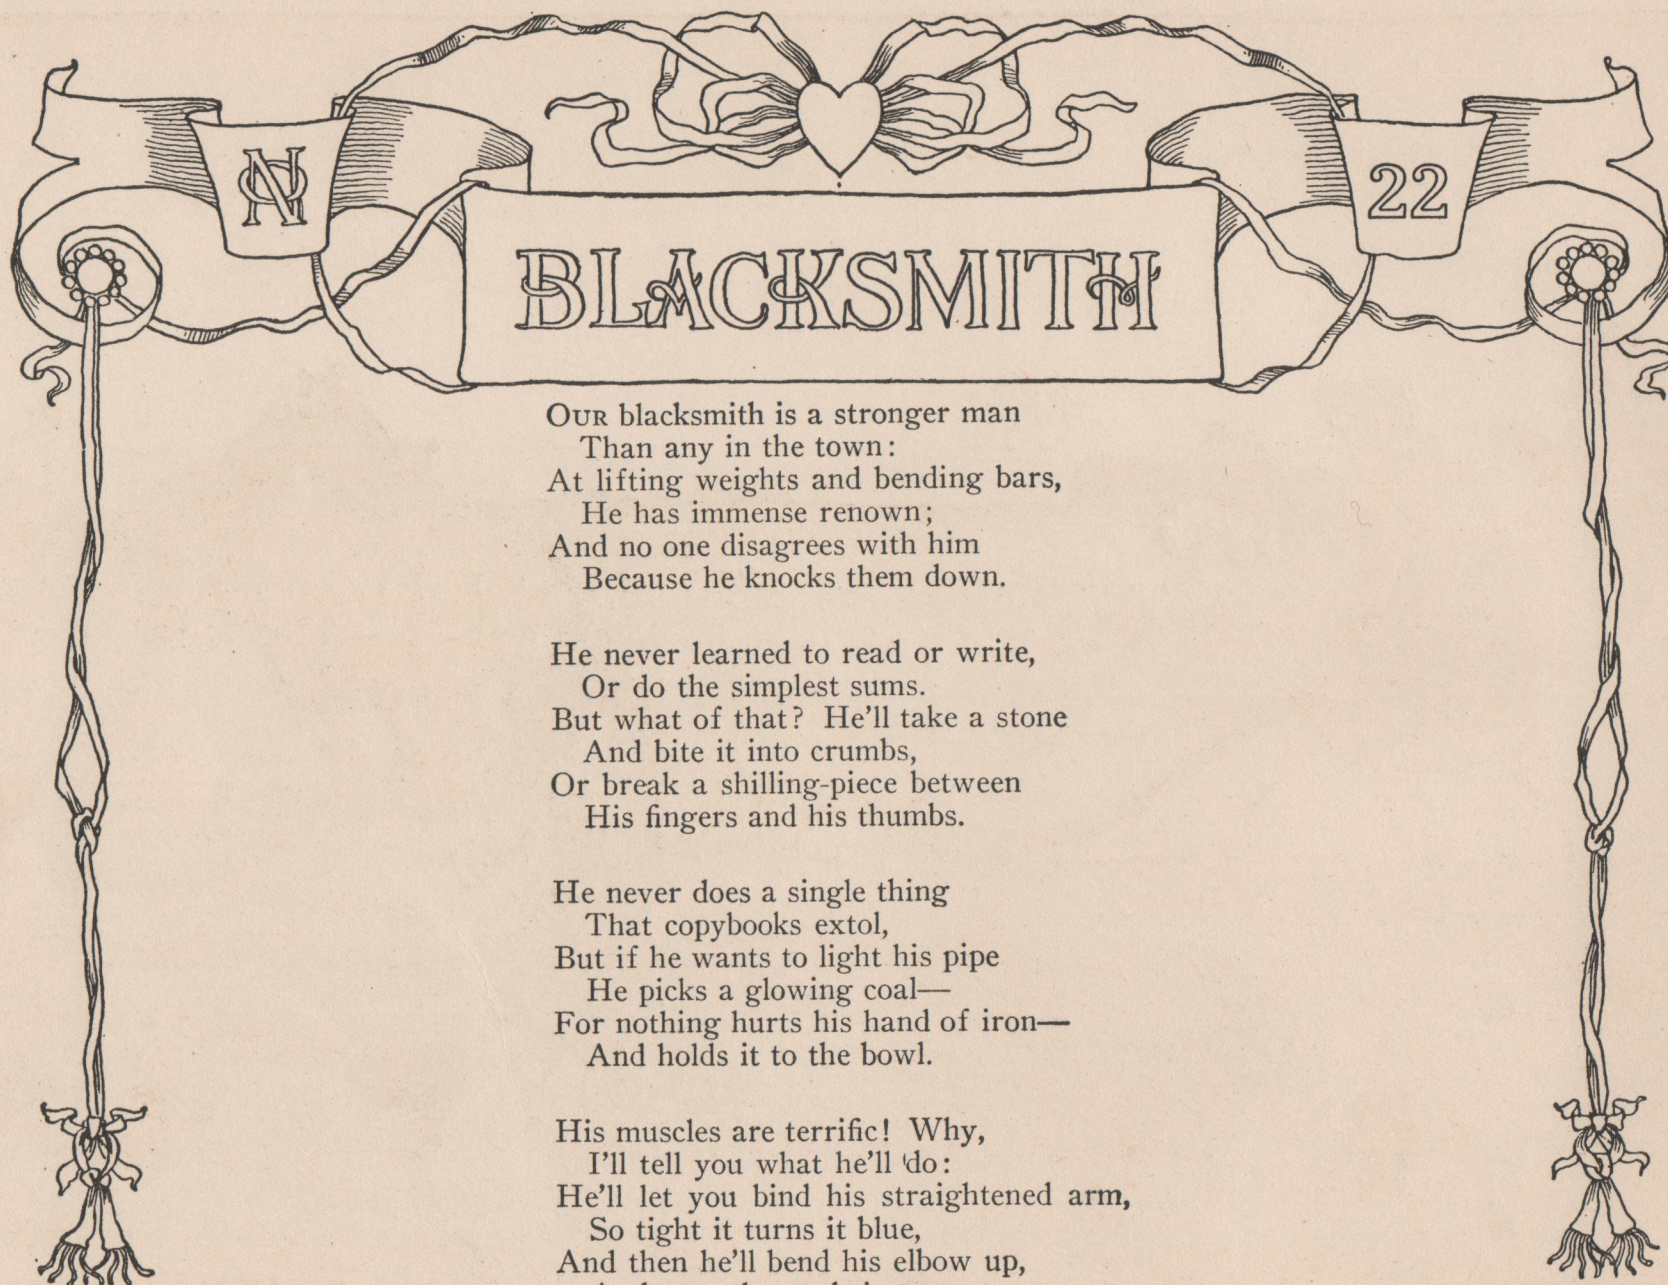 NO
22
BLACKSMITH
OUR blacksmith is a stronger man
Than any in the town:
At lifting weights and bending bars,
He has immense renown;
And no one disagrees with him
Because he knocks them down.
He never learned to read or write,
Or do the simplest sums.
But what of that? He'll take a stone
And bite it into crumbs,
Or break a shilling-piece between
His fingers and his thumbs.
He never does a single thing
That copybooks extol,
But if he wants to light his pipe
He picks a glowing coal—
For nothing hurts his hand of iron—
And holds it to the bowl.
His muscles are terrific! Why,
I'll tell you what he'll do:
He'll let you bind his straightened arm,
So tight it turns it blue,
And then he'll bend his elbow up,